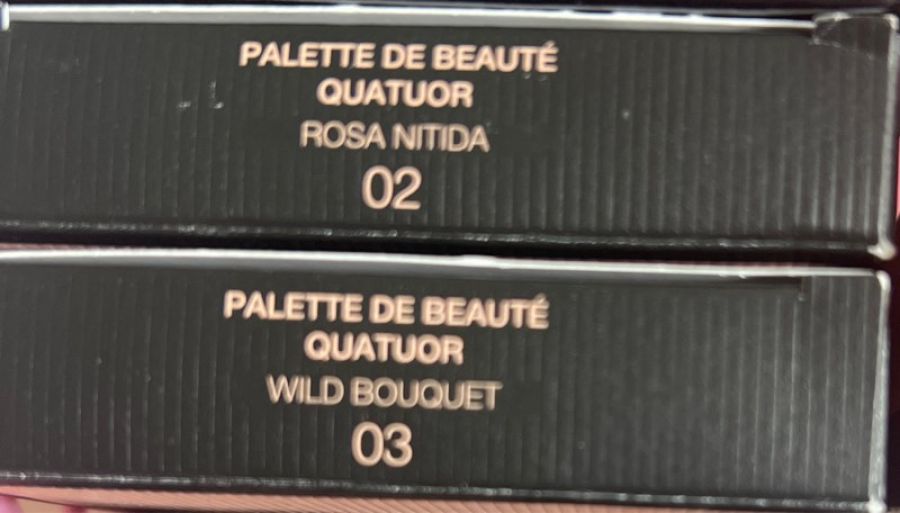 PALETTE DE BEAUTÉ
QUATUOR
ROSA NITIDA
02
PALETTE DE BEAUTÉ
QUATUOR
WILD BOUQUET
03